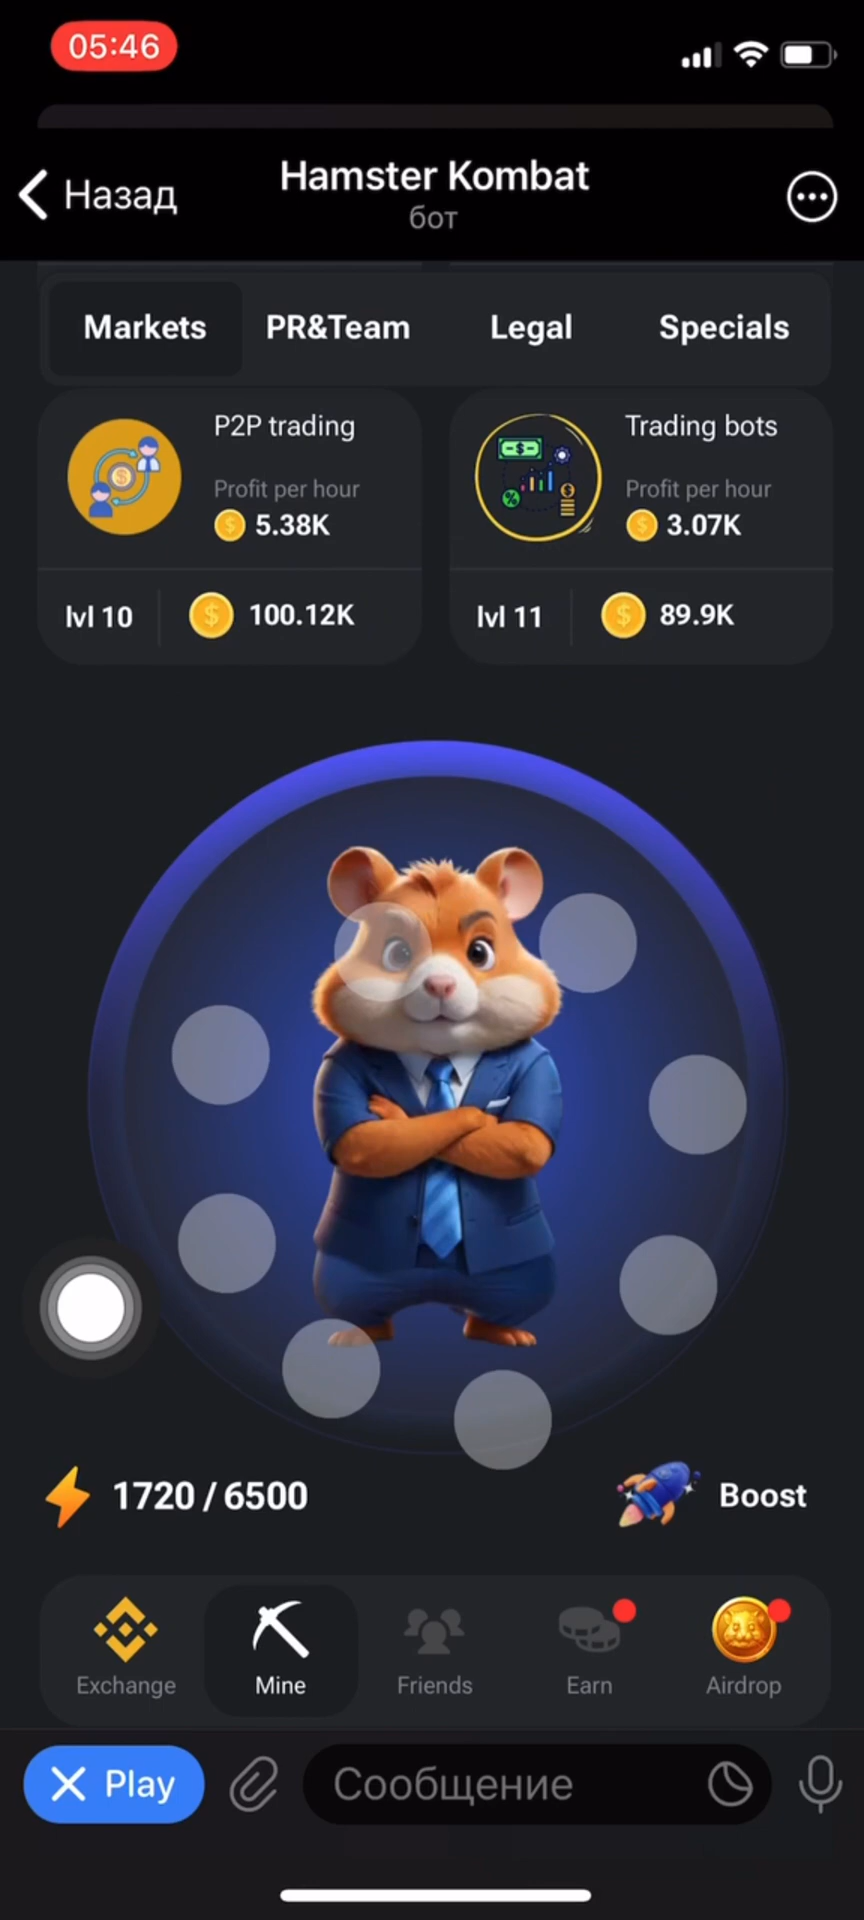 05:46
Назад
Hamster Kombat
бот
Markets PR&Team Legal Specials
P2P trading
Profit per hour
5.38K
lvl 10 100.12K
Trading bots
Profit per hour
3.07K
lvl 11 89.9K
1720 / 6500
Boost
Exchange Mine Friends Earn Airdrop
Play
Сообщение